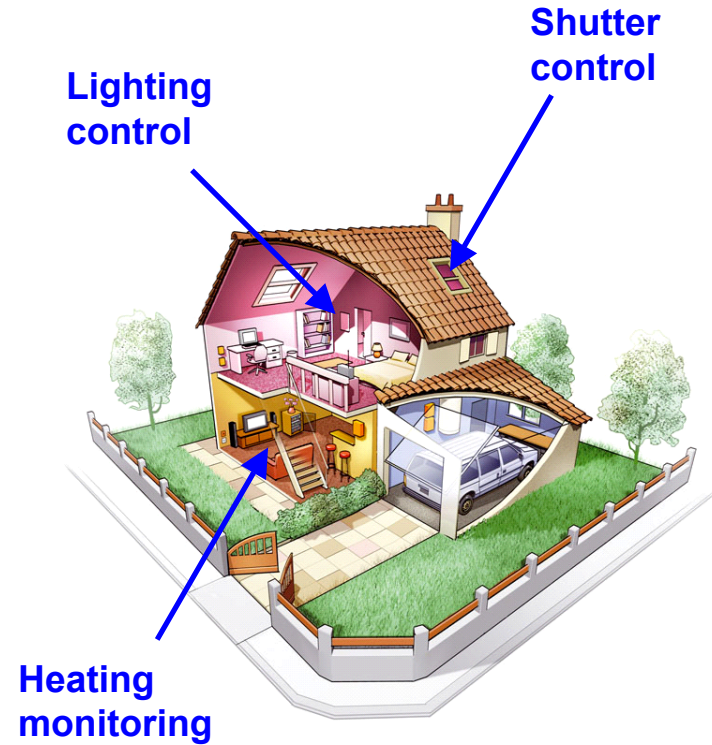 Shutter
control
Lighting
control
Heating
monitoring